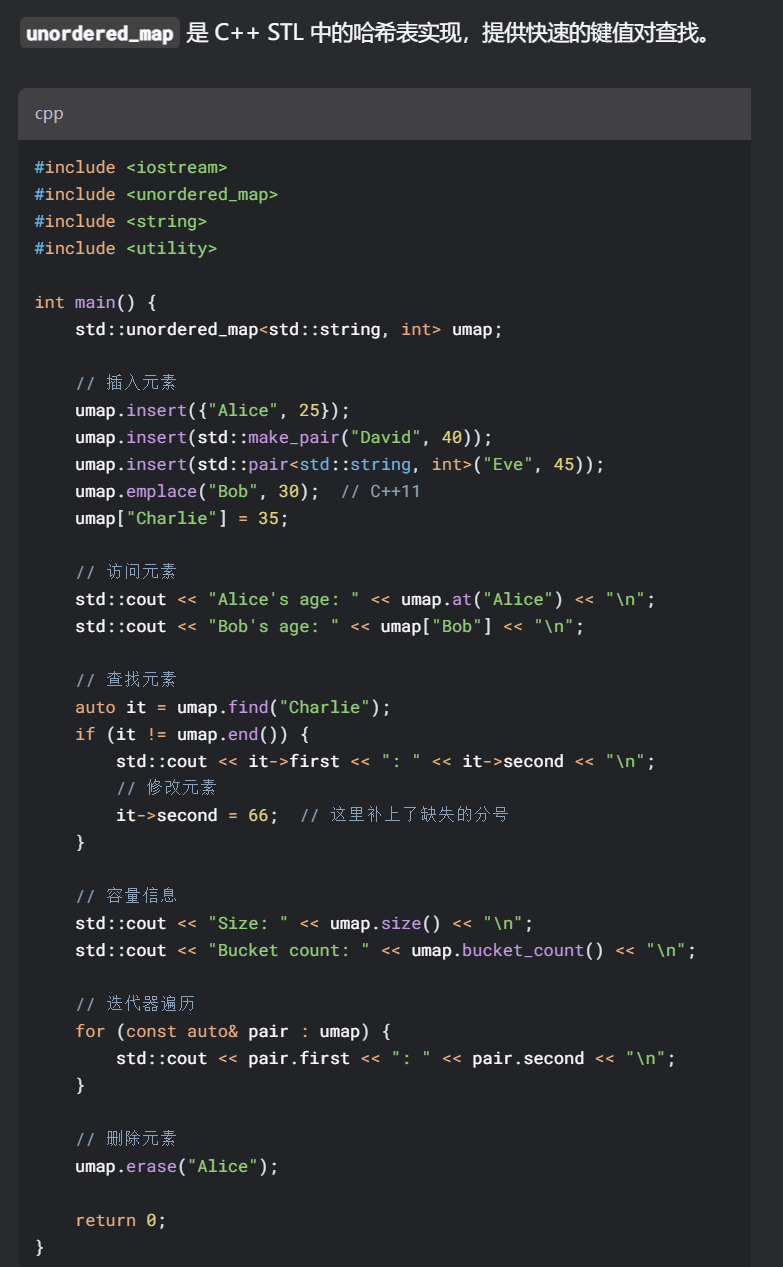 unordered_map 是 C++ STL 中的哈希表实现，提供快速的键值对查找。
cpp
#include <iostream>
#include <unordered_map>
#include <string>
#include <utility>
int main() {
    std::unordered_map<std::string, int> umap;
    // 插入元素
    umap.insert({"Alice", 25});
    umap.insert(std::make_pair("David", 40));
    umap.insert(std::pair<std::string, int>("Eve", 45));
    umap.emplace("Bob", 30);  // C++11
    umap["Charlie"] = 35;
    // 访问元素
    std::cout << "Alice's age: " << umap.at("Alice") << "\n";
    std::cout << "Bob's age: " << umap["Bob"] << "\n";
    // 查找元素
    auto it = umap.find("Charlie");
    if (it != umap.end()) {
        std::cout << it->first << ": " << it->second << "\n";
        // 修改元素
        it->second = 66;  // 这里补上了缺失的分号
    }
    // 容量信息
    std::cout << "Size: " << umap.size() << "\n";
    std::cout << "Bucket count: " << umap.bucket_count() << "\n";
    // 迭代器遍历
    for (const auto& pair : umap) {
        std::cout << pair.first << ": " << pair.second << "\n";
    }
    // 删除元素
    umap.erase("Alice");
    return 0;
}